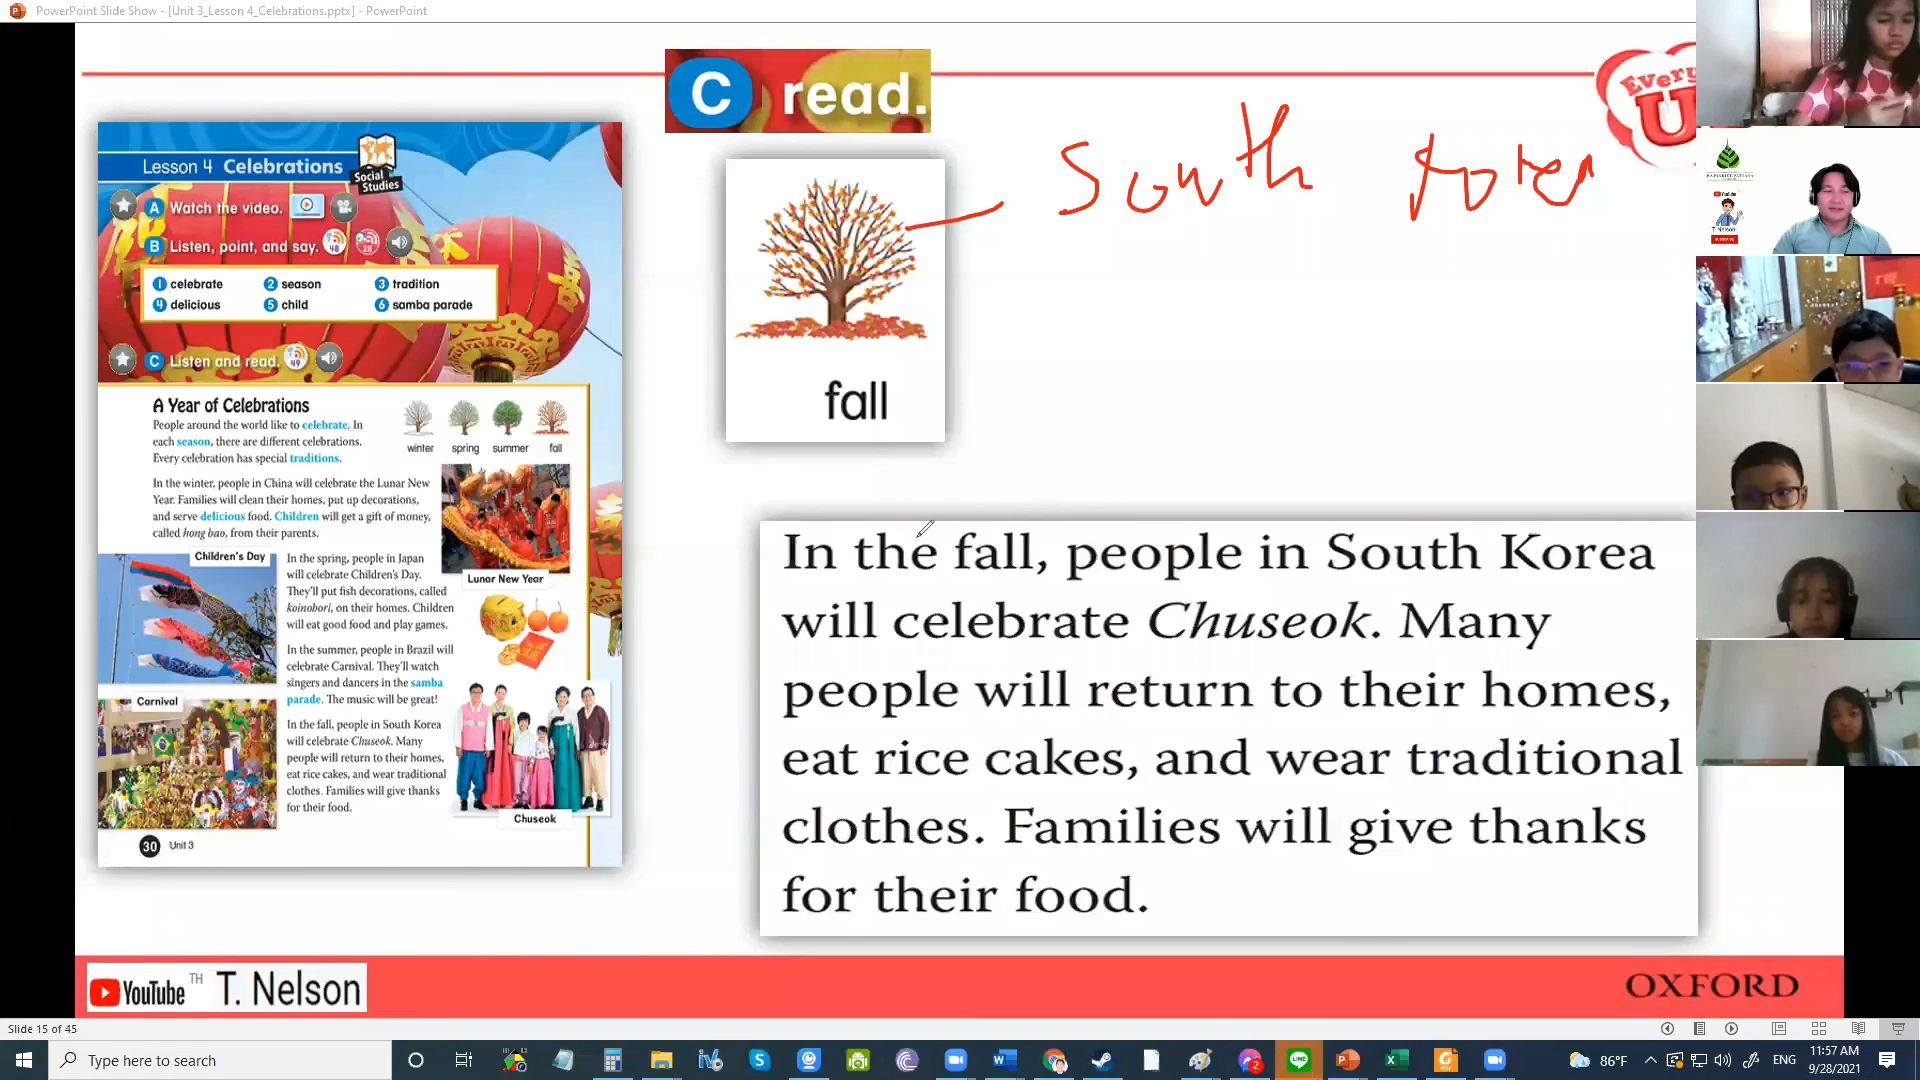 PowerPoint Slide Show - [Unit 3_Lesson 4_Celebrations.pptx] - PowerPoint
C read.
Every
U
South Korea
fall
Lesson 4 Celebrations
Social
Studies
A Watch the video.
B Listen, point, and say.
48
28
1 celebrate 2 season 3 tradition
4 delicious 5 child 6 samba parade
C Listen and read.
49
A Year of Celebrations
People around the world like to celebrate. In
each season, there are different celebrations.
Every celebration has special traditions.
winter spring summer fall
In the winter, people in China will celebrate the Lunar New
Year. Families will clean their homes, put up decorations,
and serve delicious food. Children will get a gift of money,
called hong bao, from their parents.
Children's Day
Lunar New Year
In the spring, people in Japan
will celebrate Children's Day.
They'll put fish decorations, called
koinobori, on their homes. Children
will eat good food and play games.
In the summer, people in Brazil will
celebrate Carnival. They'll watch
singers and dancers in the samba
parade. The music will be great!
Carnival
In the fall, people in South Korea
will celebrate Chuseok. Many
people will return to their homes,
eat rice cakes, and wear traditional
clothes. Families will give thanks
for their food.
Chuseok
30 Unit 3
In the fall, people in South Korea
will celebrate Chuseok. Many
people will return to their homes,
eat rice cakes, and wear traditional
clothes. Families will give thanks
for their food.
YouTube TH T. Nelson
OXFORD
YouTube
T. Nelson
SUBSCRIBE
Slide 15 of 45
Type here to search
86°F
ENG
11:57 AM
9/28/2021